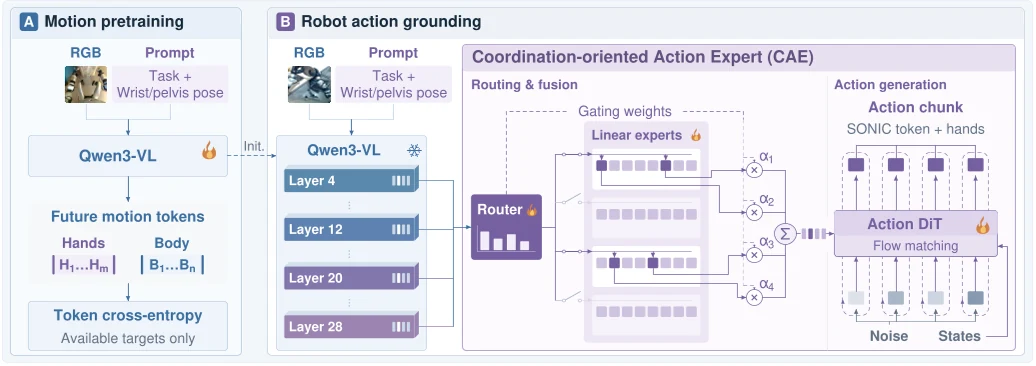 A Motion pretraining
RGB
Prompt
Task +
Wrist/pelvis pose
Qwen3-VL
Future motion tokens
Hands
Body
H1...Hm
B1...Bn
Token cross-entropy
Available targets only
Init.
B Robot action grounding
RGB
Prompt
Task +
Wrist/pelvis pose
Qwen3-VL
Layer 4
Layer 12
Layer 20
Layer 28
Coordination-oriented Action Expert (CAE)
Routing & fusion
Gating weights
Linear experts
Router
α1
α2
α3
α4
Σ
Action generation
Action chunk
SONIC token + hands
Action DiT
Flow matching
Noise
States